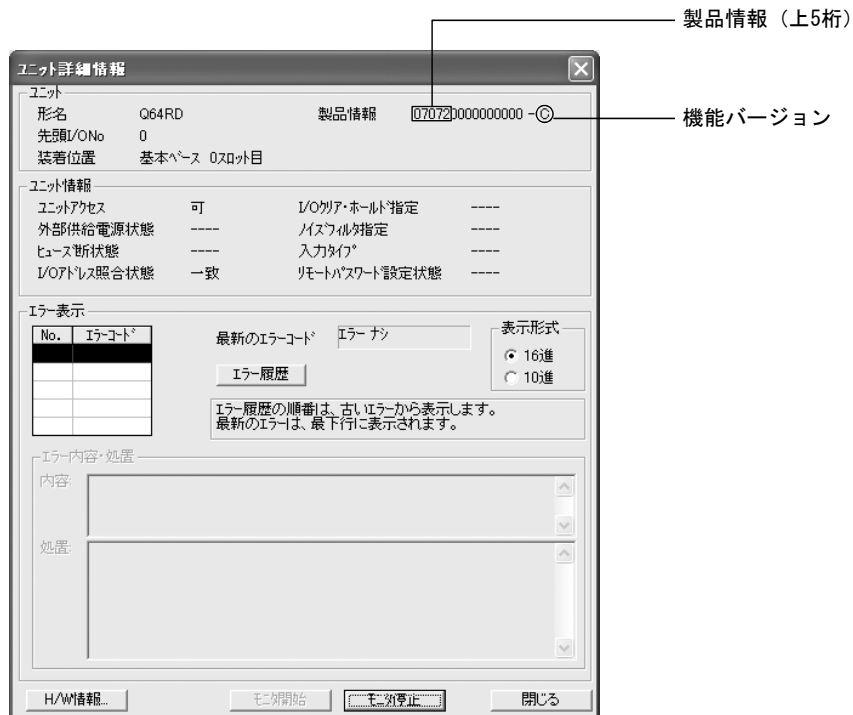 製品情報（上5桁）
ユニット詳細情報
ユニット
形名 Q64RD 製品情報 070720000000000 -C
機能バージョン
先頭I/ONo 0
装着位置 基本ベース 0スロット目
ユニット情報
ユニットアクセス 可 I/Oクリア・ホールド指定 ----
外部供給電源状態 ---- ノイズフィルタ指定 ----
ヒューズ断状態 ---- 入力タイプ ----
I/Oアドレス照合状態 一致 リモートパスワード設定状態 ----
エラー表示
No. エラーコード 最新のエラーコード エラー ナシ 表示形式
16進
エラー履歴 10進
エラー履歴の順番は、古いエラーから表示します。
最新のエラーは、最下行に表示されます。
エラー内容・処置
内容:
処置:
H/W情報... モニタ開始 モニタ停止 閉じる